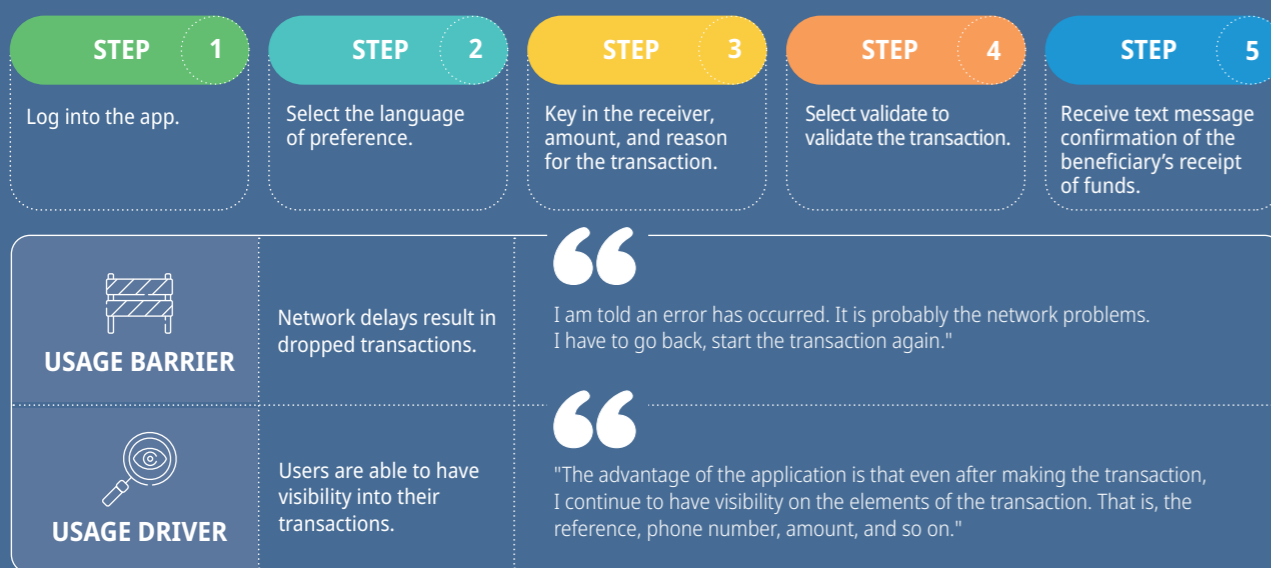 STEP 1
Log into the app.
STEP 2
Select the language
of preference.
STEP 3
Key in the receiver,
amount, and reason
for the transaction.
STEP 4
Select validate to
validate the transaction.
STEP 5
Receive text message
confirmation of the
beneficiary’s receipt
of funds.
USAGE BARRIER
Network delays result in
dropped transactions.
“
I am told an error has occurred. It is probably the network problems.
I have to go back, start the transaction again."
USAGE DRIVER
Users are able to have
visibility into their
transactions.
“
"The advantage of the application is that even after making the transaction,
I continue to have visibility on the elements of the transaction. That is, the
reference, phone number, amount, and so on."